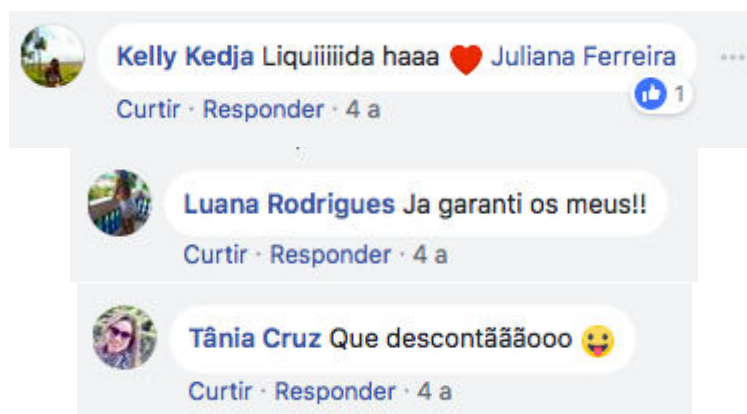 Kelly Kedja Liquiiiiida haaa ❤️ Juliana Ferreira
Curtir · Responder · 4 a
1
Luana Rodrigues Ja garanti os meus!!
Curtir · Responder · 4 a
Tânia Cruz Que descontãããooo 😛
Curtir · Responder · 4 a